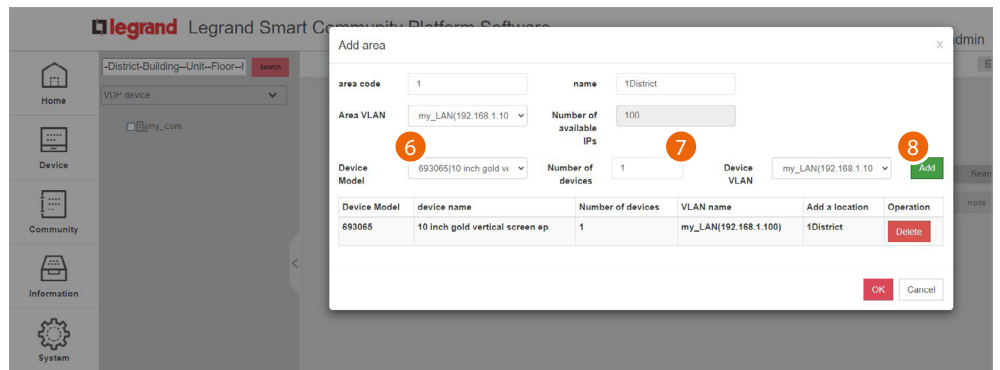 legrand Legrand Smart Community Platform Software
Add area
X
admin
-District-Building--Unit--Floor--
Search
VDP device
My_Com
Home
Device
Community
Information
System
area code 1 name 1District
Area VLAN my_LAN(192.168.1.10 Number of available IPs 100
6 7 8
Device Model 693065|10 inch gold ve Number of devices 1 Device VLAN my_LAN(192.168.1.10 Add
Sear
note
Device Model device name Number of devices VLAN name Add a location Operation
693065 10 inch gold vertical screen ep 1 my_LAN(192.168.1.100) 1District Delete
<
OK Cancel